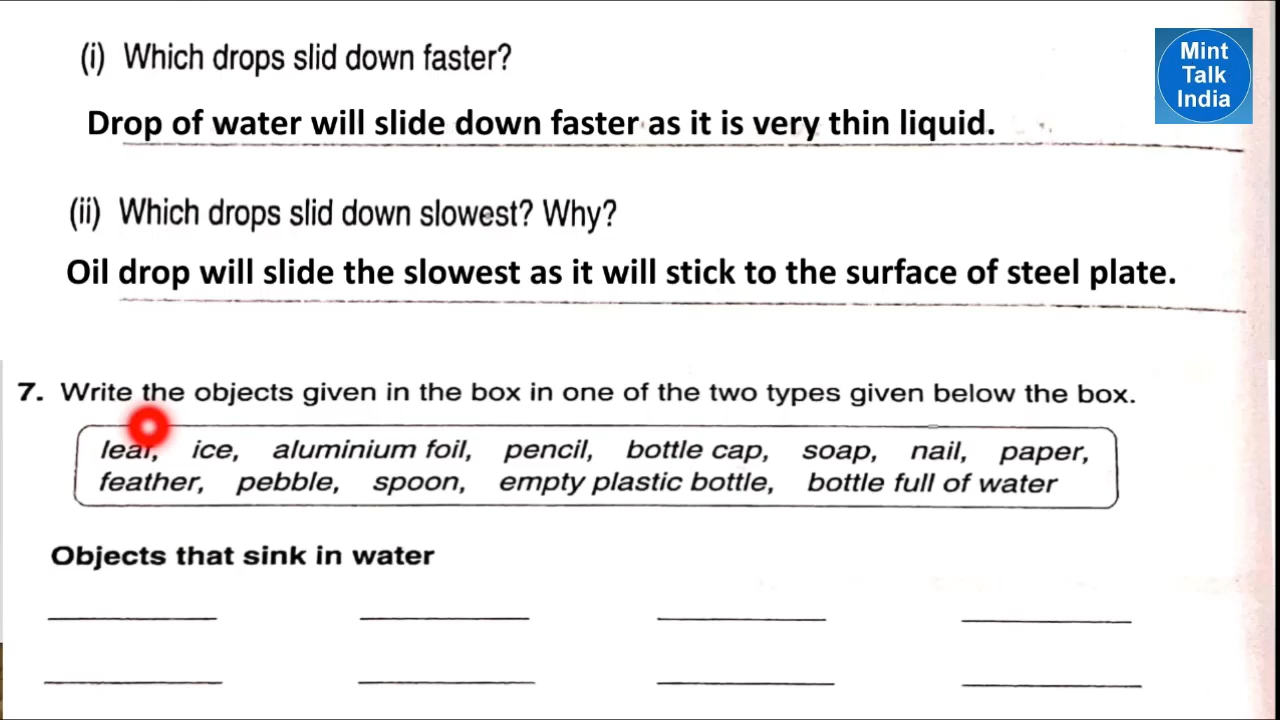 (i) Which drops slid down faster?
Mint
Talk
India
Drop of water will slide down faster as it is very thin liquid.
(ii) Which drops slid down slowest? Why?
Oil drop will slide the slowest as it will stick to the surface of steel plate.
7. Write the objects given in the box in one of the two types given below the box.
leaf, ice, aluminium foil, pencil, bottle cap, soap, nail, paper,
feather, pebble, spoon, empty plastic bottle, bottle full of water
Objects that sink in water